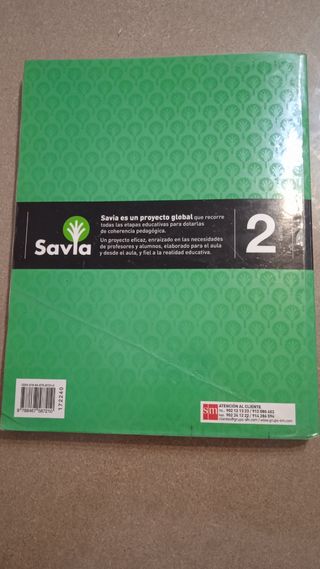 Savia es un proyecto global que recorre
todas las etapas educativas para dotarlas
de coherencia pedagógica.
Un proyecto eficaz, enraizado en las necesidades
de profesores y alumnos, elaborado para el aula
y desde el aula, y fiel a la realidad educativa.
Savia
2
172240
sm
ATENCIÓN AL CLIENTE